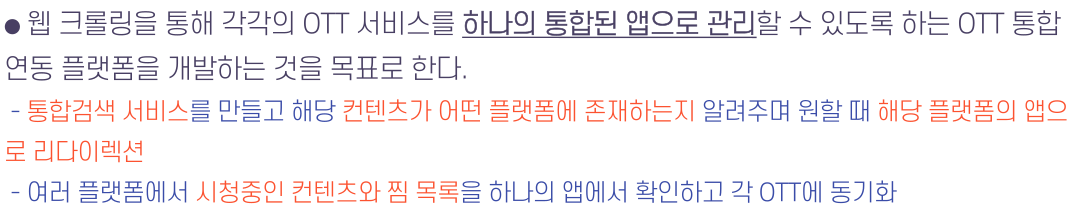 ● 웹 크롤링을 통해 각각의 OTT 서비스를 하나의 통합된 앱으로 관리할 수 있도록 하는 OTT 통합
연동 플랫폼을 개발하는 것을 목표로 한다.
- 통합검색 서비스를 만들고 해당 컨텐츠가 어떤 플랫폼에 존재하는지 알려주며 원할 때 해당 플랫폼의 앱으
로 리다이렉션
- 여러 플랫폼에서 시청중인 컨텐츠와 찜 목록을 하나의 앱에서 확인하고 각 OTT에 동기화